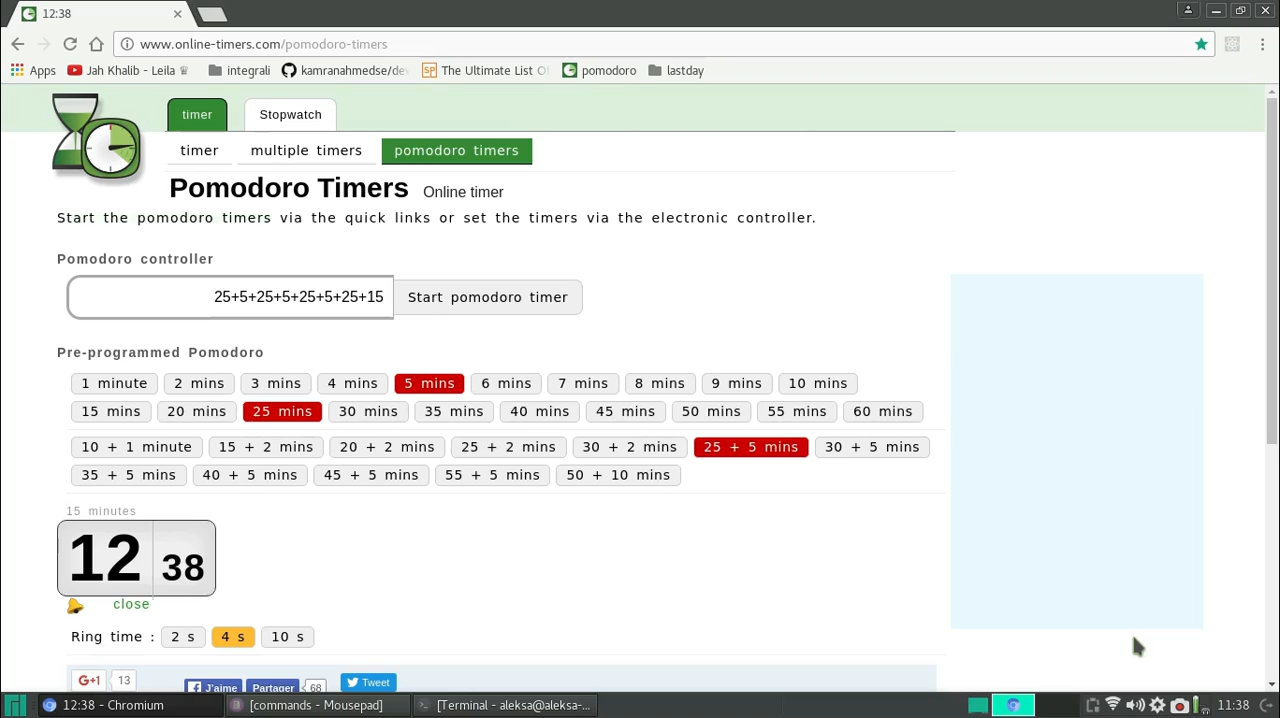 12:38
www.online-timers.com/pomodoro-timers
Apps Jah Khalib - Leila integrali kamranahmedse/de The Ultimate List Of pomodoro lastday
timer Stopwatch
timer multiple timers pomodoro timers
Pomodoro Timers Online timer
Start the pomodoro timers via the quick links or set the timers via the electronic controller.
Pomodoro controller
25+5+25+5+25+5+25+15 Start pomodoro timer
Pre-programmed Pomodoro
1 minute 2 mins 3 mins 4 mins 5 mins 6 mins 7 mins 8 mins 9 mins 10 mins
15 mins 20 mins 25 mins 30 mins 35 mins 40 mins 45 mins 50 mins 55 mins 60 mins
10 + 1 minute 15 + 2 mins 20 + 2 mins 25 + 2 mins 30 + 2 mins 25 + 5 mins 30 + 5 mins
35 + 5 mins 40 + 5 mins 45 + 5 mins 55 + 5 mins 50 + 10 mins
15 minutes
12 38
close
Ring time : 2 s 4 s 10 s
G+1 13 J'aime Partager 68 Tweet
12:38 - Chromium [commands - Mousepad] [Terminal - aleksa@aleksa-... 11:38